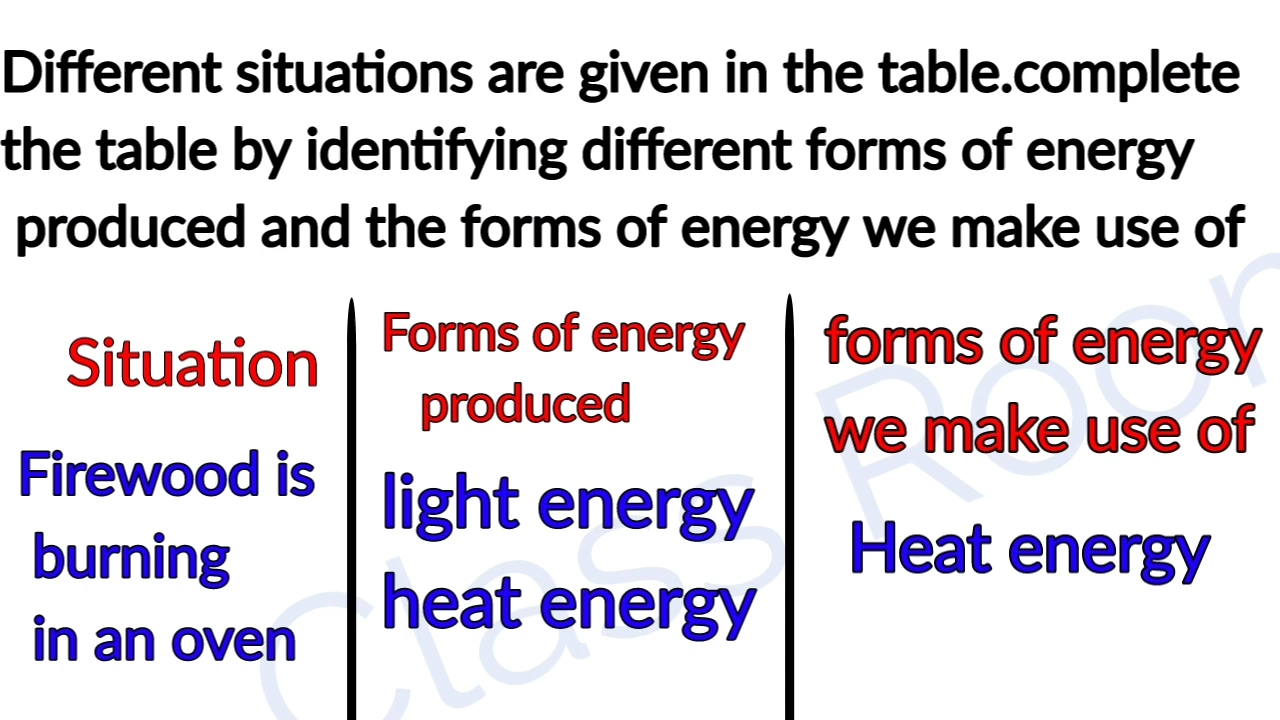 Different situations are given in the table.complete
the table by identifying different forms of energy
produced and the forms of energy we make use of
Situation
Forms of energy
produced
forms of energy
we make use of
Firewood is
burning
in an oven
light energy
heat energy
Heat energy
Class Room